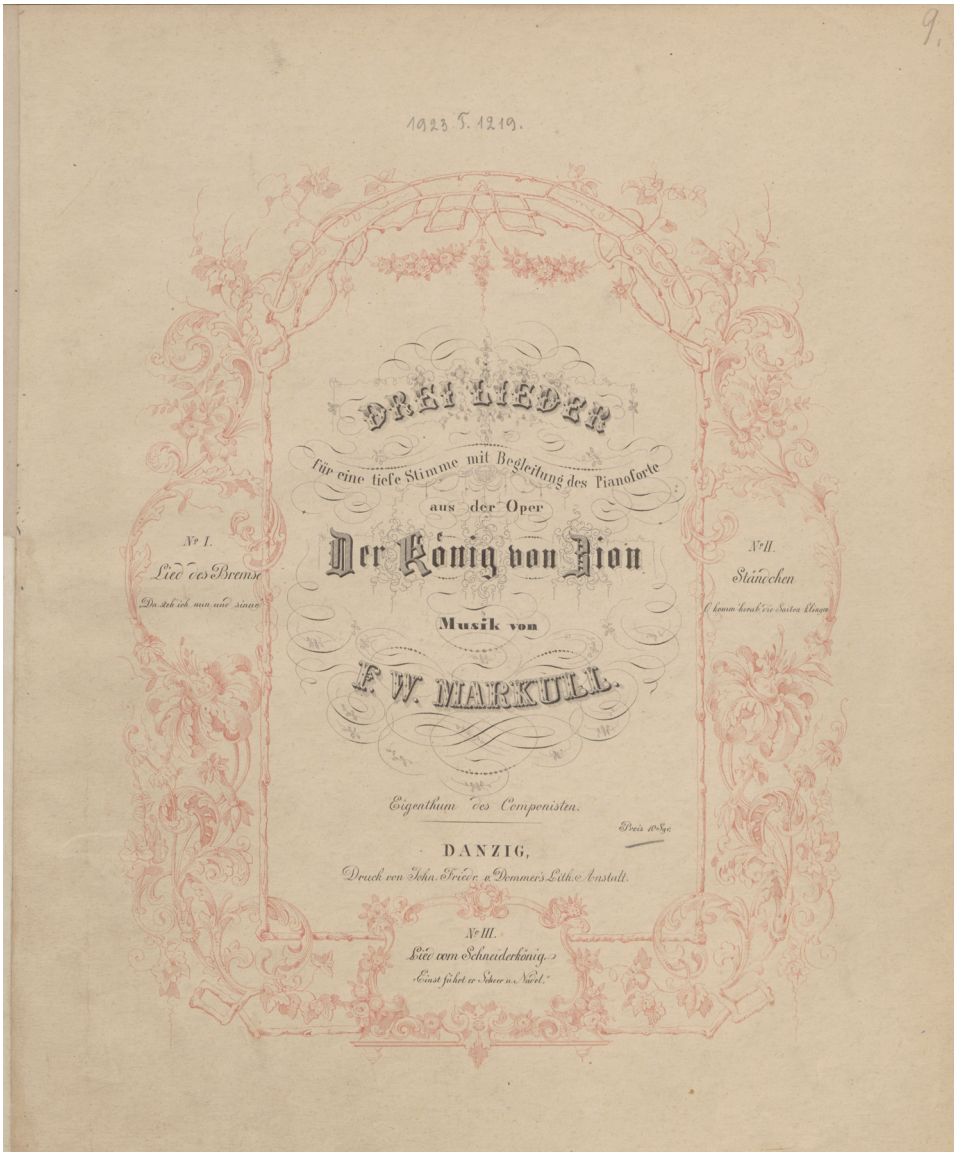 9.
1923. T. 1219.
DREI LIEDER
für eine tiefe Stimme mit Begleitung des Pianoforte
aus der Oper
Der König von Zion
Musik von
F. W. MARKULL.
No I.
Lied des Bremse
"Da steh ich nun und sinne
No II.
Ständchen
O komm herab die Saiten klingen
Eigenthum des Componisten.
Preis 10 Sgr.
DANZIG,
Druck von John. Friedr. v. Dommer's Lith. Anstalt.
No III.
Lied vom Schneiderkönig.
"Einst führt er Scheer u. Nadel."